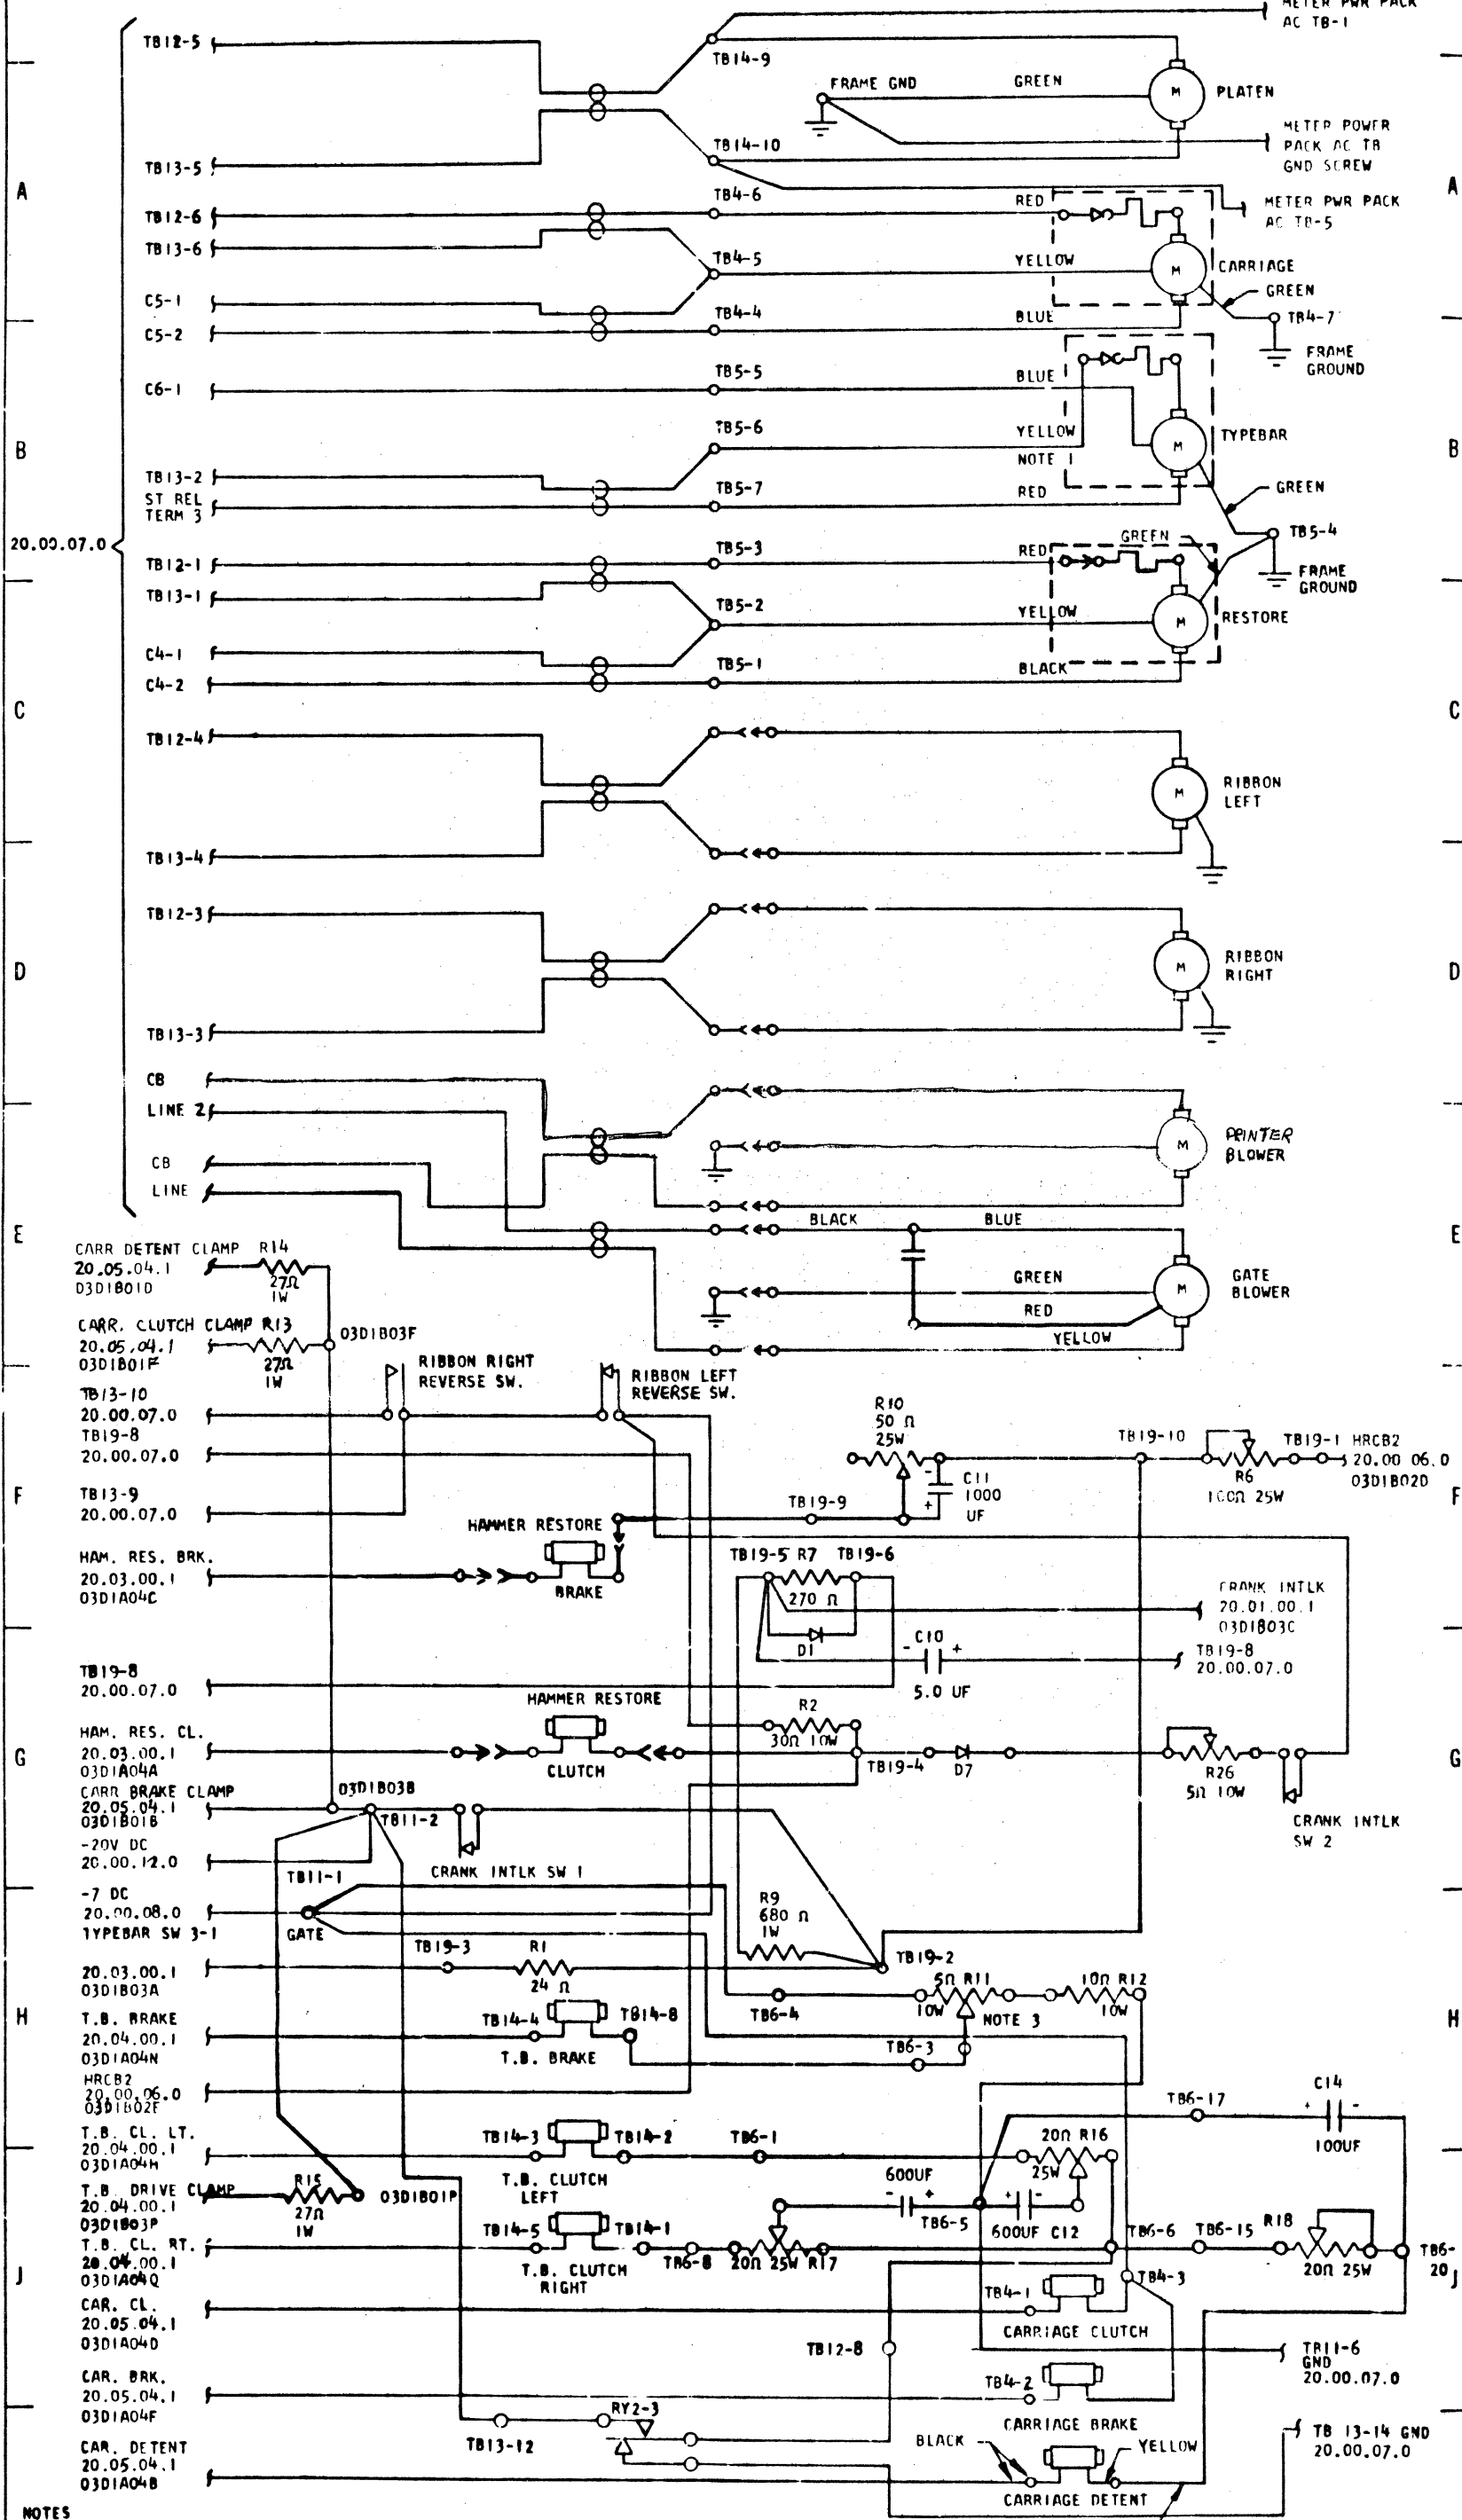 METER PWR PACK
AC TB-1
TB12-5
TB14-9
FRAME GND
GREEN
M
PLATEN
METER POWER
PACK AC TB
GND SCREW
TB14-10
TB13-5
A
A
TB4-6
RED
METER PWR PACK
AC TB-5
TB12-6
TB13-6
TB4-5
YELLOW
M
CARRIAGE
GREEN
C5-1
TB4-4
BLUE
TB4-7
C5-2
FRAME
GROUND
TB5-5
BLUE
C6-1
TB5-6
YELLOW
M
TYPEBAR
B
B
NOTE 1
TB13-2
TB5-7
RED
GREEN
ST REL
TERM 3
20.00.07.0
TB5-3
RED
GREEN
TB5-4
TB12-1
FRAME
GROUND
TB13-1
TB5-2
YELLOW
M
RESTORE
C4-1
TB5-1
BLACK
C4-2
C
C
TB12-4
M
RIBBON
LEFT
TB13-4
TB12-3
M
RIBBON
RIGHT
D
D
TB13-3
CB
LINE 2
M
PRINTER
BLOWER
CB
LINE
BLACK
BLUE
E
E
CARR DETENT CLAMP R14
20.05.04.1
03D1B01D
27Ω
1W
GREEN
M
GATE
BLOWER
RED
YELLOW
CARR. CLUTCH CLAMP R13
20.05.04.1
03D1B01F
27Ω
1W
03D1B03F
RIBBON RIGHT
REVERSE SW.
RIBBON LEFT
REVERSE SW.
TB13-10
20.00.07.0
TB19-8
20.00.07.0
R10
50 Ω
25W
TB19-10
TB19-1
HRCB2
20.00 06.0
03D1B02D
R6
100Ω 25W
C11
1000
UF
-
+
F
F
TB13-9
20.00.07.0
TB19-9
HAMMER RESTORE
BRAKE
HAM. RES. BRK.
20.03.00.1
03D1A04C
TB19-5 R7 TB19-6
270 Ω
D1
CRANK INTLK
20.01.00.1
03D1B03C
- C10 +
5.0 UF
TB19-8
20.00.07.0
TB19-8
20.00.07.0
HAMMER RESTORE
CLUTCH
R2
30Ω 10W
HAM. RES. CL.
20.03.00.1
03D1A04A
G
G
TB19-4
D7
R26
5Ω 10W
CRANK INTLK
SW 2
CARR BRAKE CLAMP
20.05.04.1
03D1B01B
03D1B03B
TB11-2
-20V DC
20.00.12.0
TB11-1
CRANK INTLK SW 1
-7 DC
20.00.08.0
TYPEBAR SW 3-1
GATE
R9
680 Ω
1W
TB19-3
R1
24 Ω
TB19-2
20.03.00.1
03D1B03A
TB6-4
5Ω R11
10W
10Ω R12
10W
NOTE 3
H
H
T.B. BRAKE
20.04.00.1
03D1A04N
TB14-4
TB14-8
T.B. BRAKE
TB6-3
HRCB2
20.00.06.0
03D1B02F
TB6-17
C14
+ -
100UF
T.B. CL. LT.
20.04.00.1
03D1A04M
TB14-3
TB14-2
TB6-1
T.B. CLUTCH
LEFT
20Ω R16
25W
T.B. DRIVE CLAMP
20.04.00.1
03D1B03P
R15
27Ω
1W
03D1B01P
600UF
- +
TB6-5
+ -
600UF C12
T.B. CL. RT.
20.04.00.1
03D1A04Q
TB14-5
TB14-1
T.B. CLUTCH
RIGHT
TB6-8
20Ω 25W R17
TB6-6
TB6-15
R18
20Ω 25W
TB6-
20
J
J
CAR. CL.
20.05.04.1
03D1A04D
TB4-1
TB4-3
CARRIAGE CLUTCH
TB12-8
TB11-6
GND
20.00.07.0
CAR. BRK.
20.05.04.1
03D1A04F
TB4-2
CARRIAGE BRAKE
RY2-3
TB13-12
TB 13-14 GND
20.00.07.0
CAR. DETENT
20.05.04.1
03D1A04B
BLACK
YELLOW
CARRIAGE DETENT
NOTES